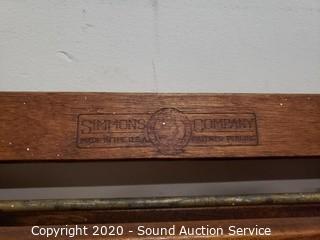 SIMMONS COMPANY
MADE IN U.S.A.
Copyright 2020 - Sound Auction Service